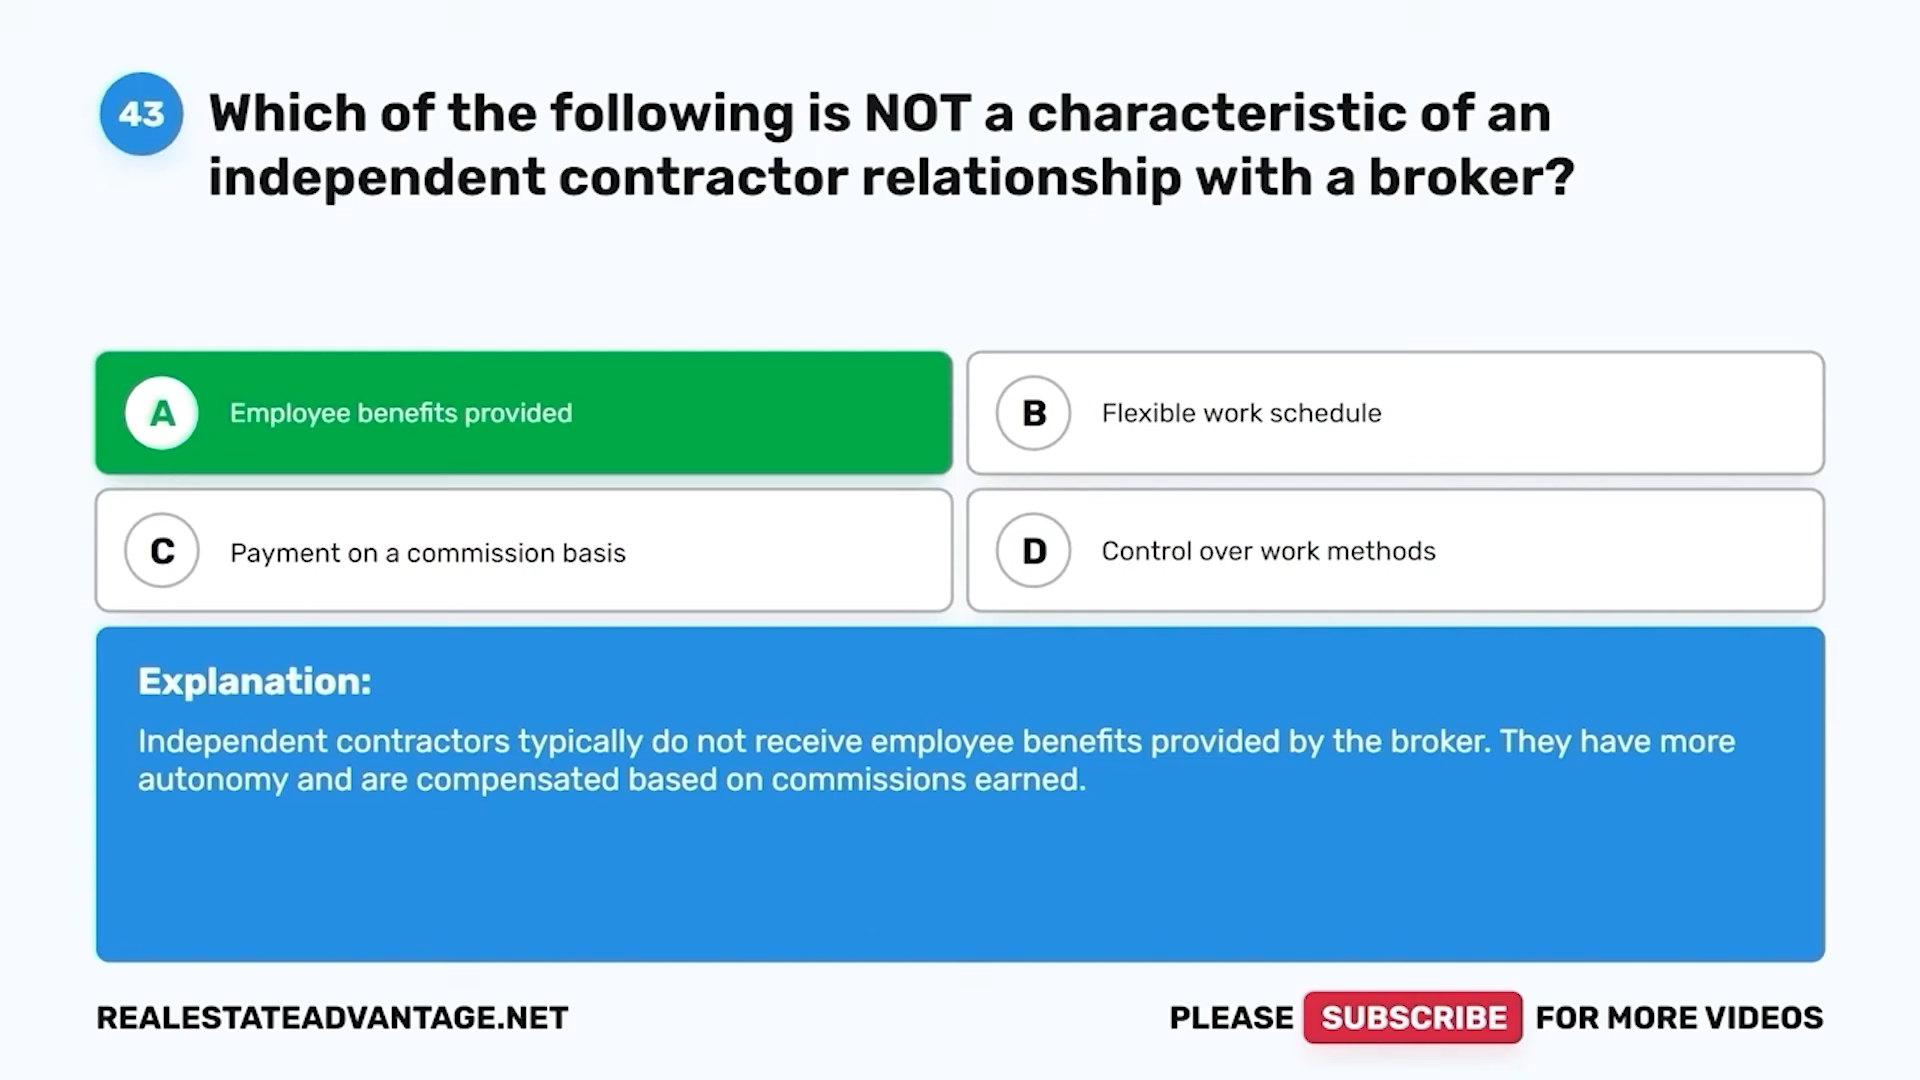 43
Which of the following is NOT a characteristic of an
independent contractor relationship with a broker?
A Employee benefits provided
B Flexible work schedule
C Payment on a commission basis
D Control over work methods
Explanation:
Independent contractors typically do not receive employee benefits provided by the broker. They have more
autonomy and are compensated based on commissions earned.
REALESTATEADVANTAGE.NET
PLEASE SUBSCRIBE FOR MORE VIDEOS